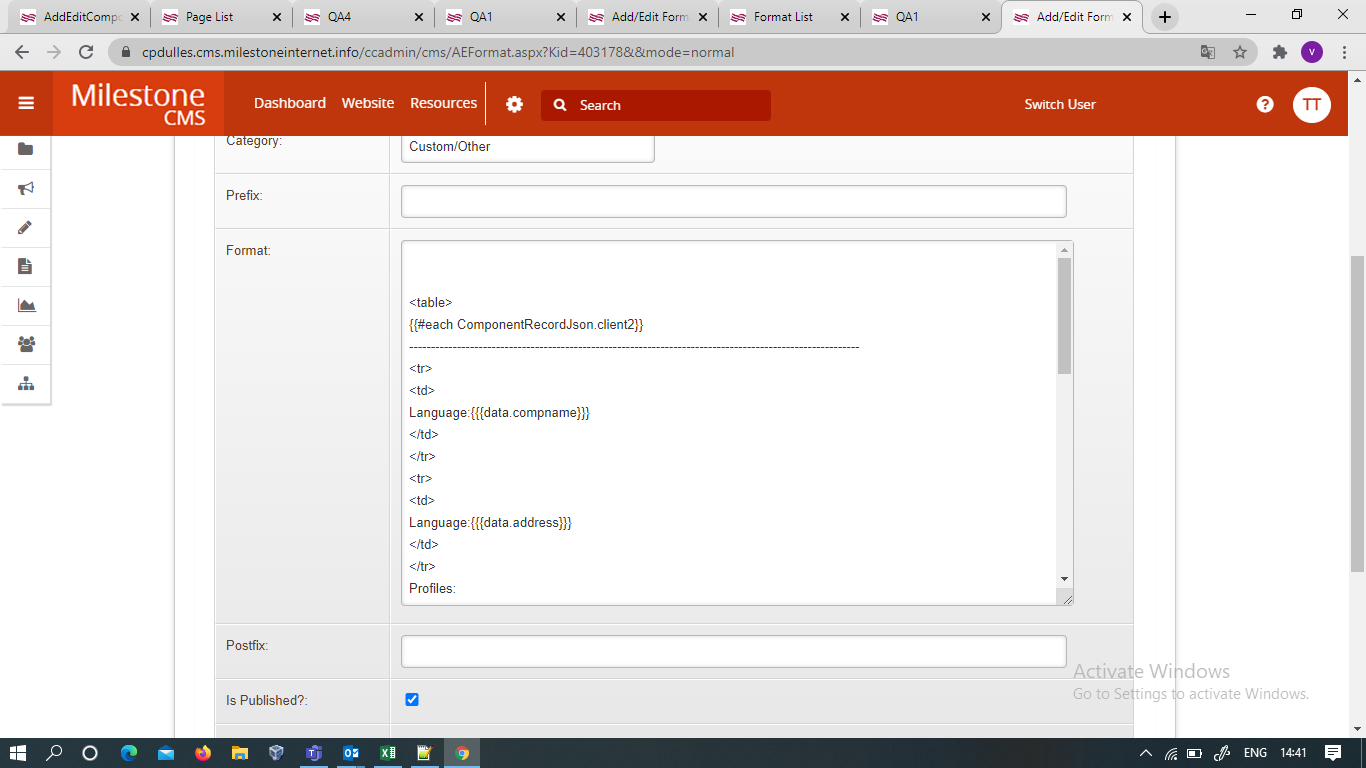 AddEditCompo
Page List
QA4
QA1
Add/Edit Form
Format List
QA1
Add/Edit Form
cpdulles.cms.milestoneinternet.info/ccadmin/cms/AEFormat.aspx?Kid=403178&&mode=normal
V
Milestone
CMS
Dashboard
Website
Resources
Search
Switch User
?
TT
Category:
Custom/Other
Prefix:
Format:
<table>
{{#each ComponentRecordJson.client2}}
------------------------------------------------------------------------------------------------------------------
<tr>
<td>
Language:{{{data.compname}}}
</td>
</tr>
<tr>
<td>
Language:{{{data.address}}}
</td>
</tr>
Profiles:
Postfix:
Is Published?:
Activate Windows
Go to Settings to activate Windows.
ENG
14:41